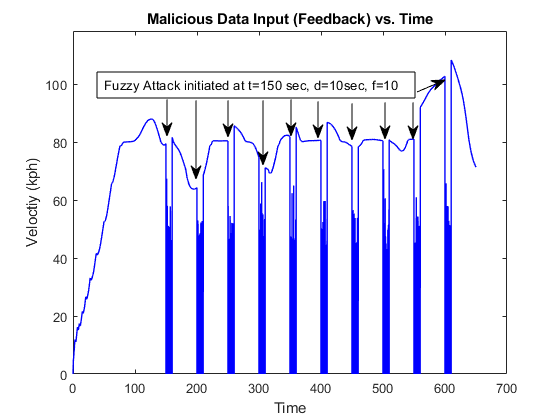 Malicious Data Input (Feedback) vs. Time
Fuzzy Attack initiated at t=150 sec, d=10sec, f=10
Veloctiy (kph)
100
80
60
40
20
0
0 100 200 300 400 500 600 700
Time